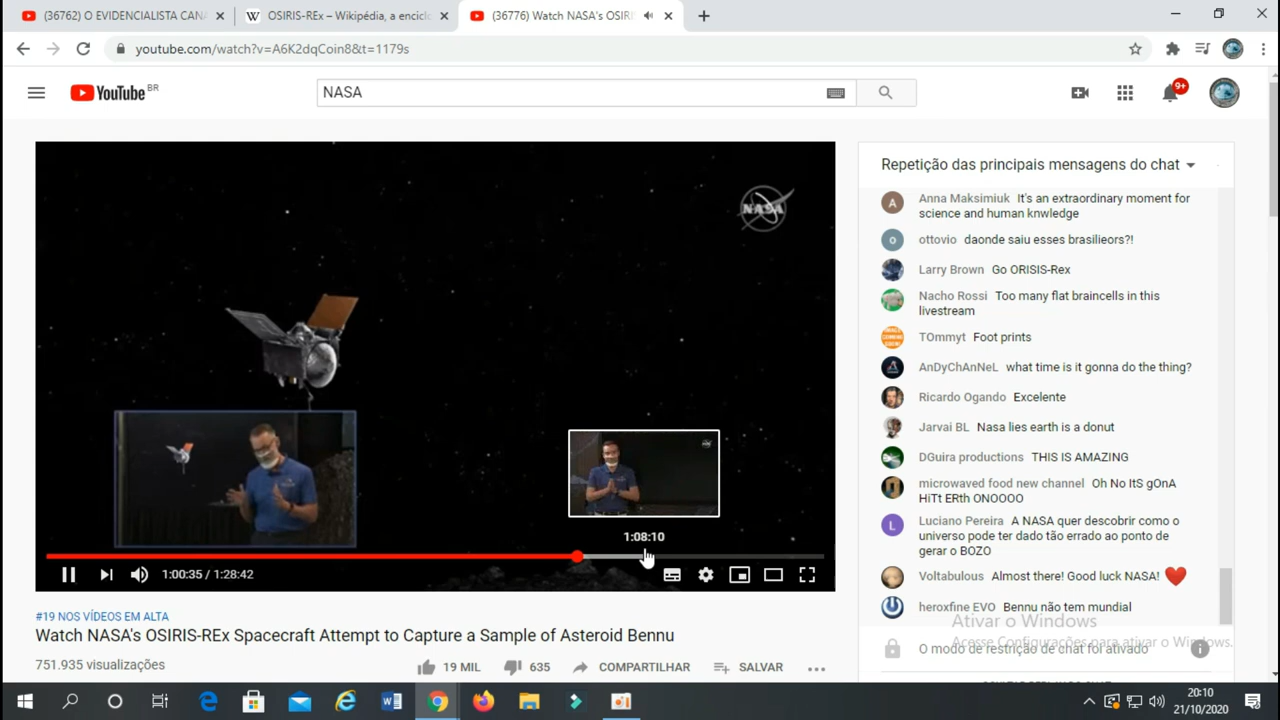 (36762) O EVIDENCIALISTA CANA
OSIRIS-REx – Wikipédia, a encicl
(36776) Watch NASA's OSIRI
youtube.com/watch?v=A6K2dqCoin8&t=1179s
YouTube BR
NASA
9+
NASA
Repetição das principais mensagens do chat
A Anna Maksimiuk It's an extraordinary moment for
science and human knwledge
o ottovio daonde saiu esses brasilieors?!
Larry Brown Go ORISIS-Rex
Nacho Rossi Too many flat braincells in this
livestream
TOmmyt Foot prints
AnDyChAnNeL what time is it gonna do the thing?
Ricardo Ogando Excelente
Jarvai BL Nasa lies earth is a donut
DGuira productions THIS IS AMAZING
microwaved food new channel Oh No ItS gOnA
HiTt ERth ONOOOO
L Luciano Pereira A NASA quer descobrir como o
universo pode ter dado tão errado ao ponto de
gerar o BOZO
Voltabulous Almost there! Good luck NASA!
heroxfine EVO Bennu não tem mundial
Ativar o Windows
Acesse Configurações para ativar o Windows.
O modo de restrição de chat foi ativado
1:08:10
1:00:35 / 1:28:42
#19 NOS VÍDEOS EM ALTA
Watch NASA's OSIRIS-REx Spacecraft Attempt to Capture a Sample of Asteroid Bennu
751.935 visualizações
19 MIL
635
COMPARTILHAR
SALVAR
20:10
21/10/2020